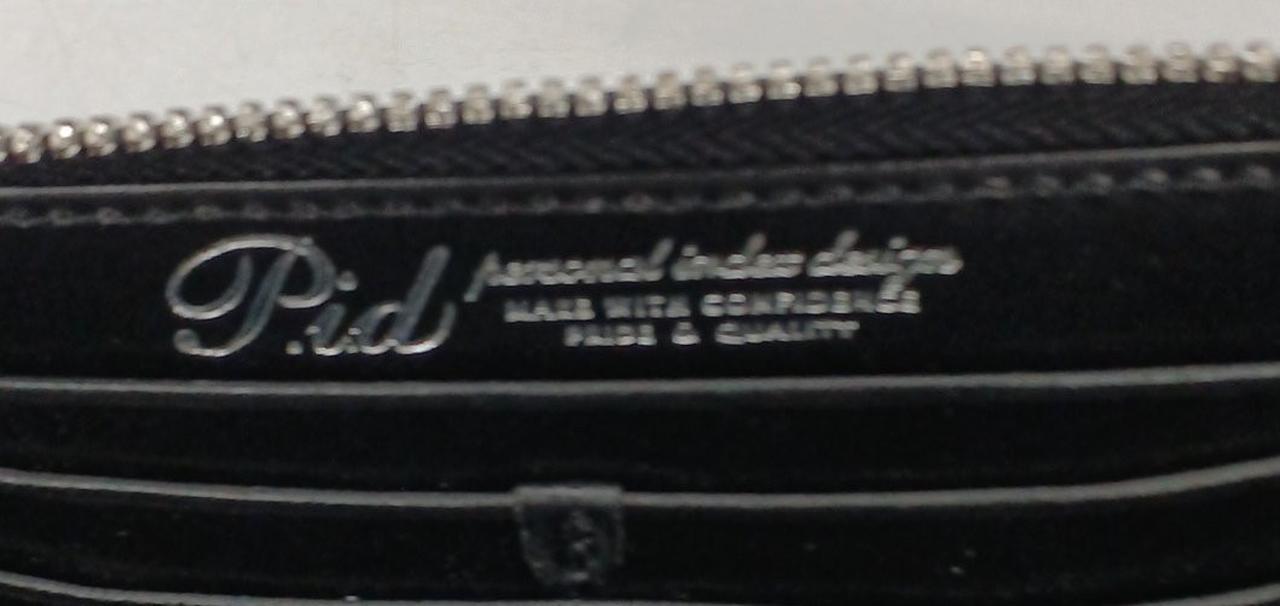 P.i.d
personal index design
MAKE WITH CONFIDENCE
PRIDE & QUALITY